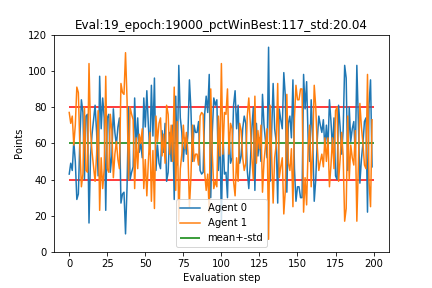 Eval:19_epoch:19000_pctWinBest:117_std:20.04
120
100
80
60
40
20
0
Points
0 25 50 75 100 125 150 175 200
Evaluation step
Agent 0
Agent 1
mean+-std